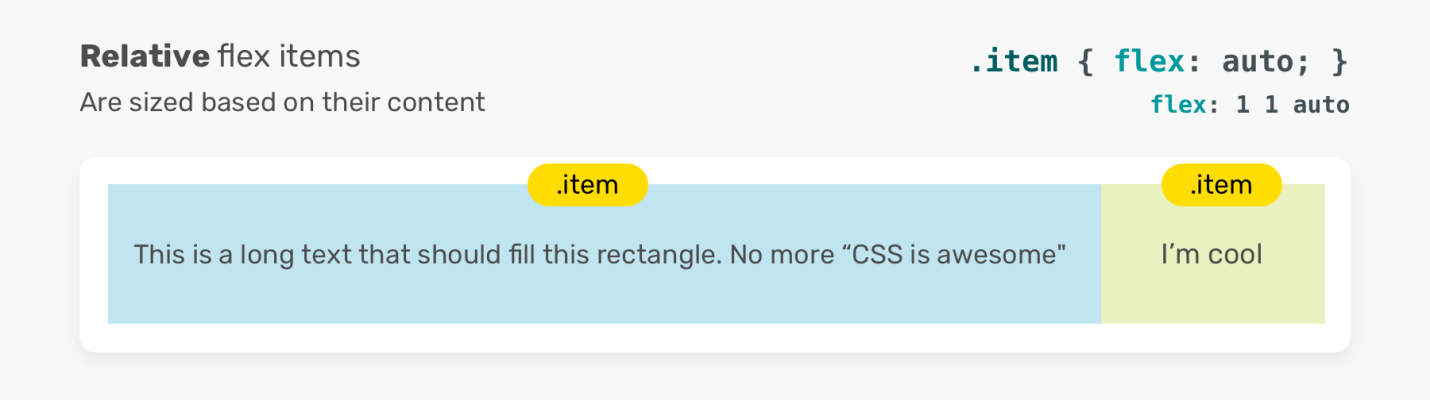 Relative flex items
Are sized based on their content
.item { flex: auto; }
flex: 1 1 auto
.item
.item
This is a long text that should fill this rectangle. No more “CSS is awesome"
I’m cool